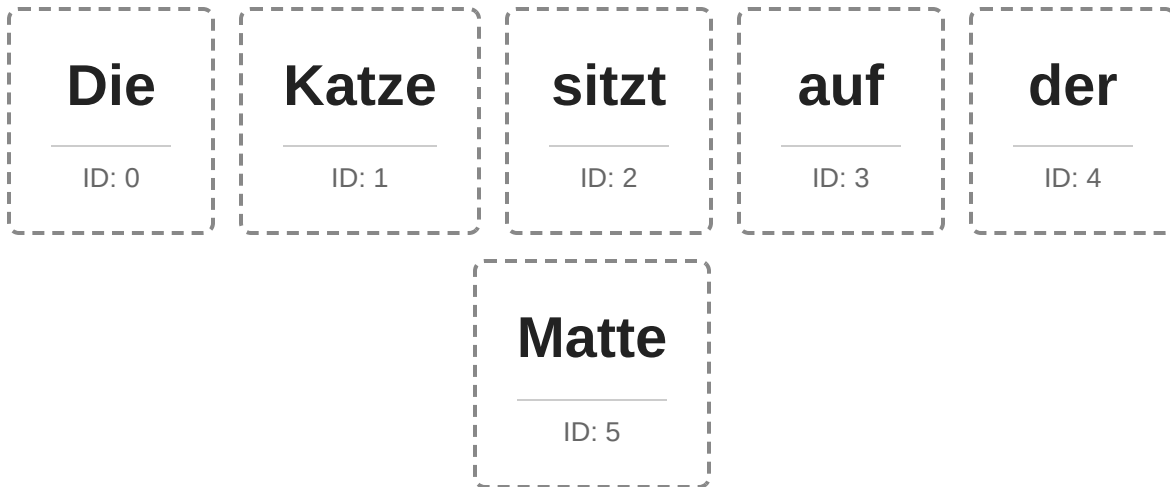 Die Katze sitzt auf der
ID: 0 ID: 1 ID: 2 ID: 3 ID: 4
Matte
ID: 5